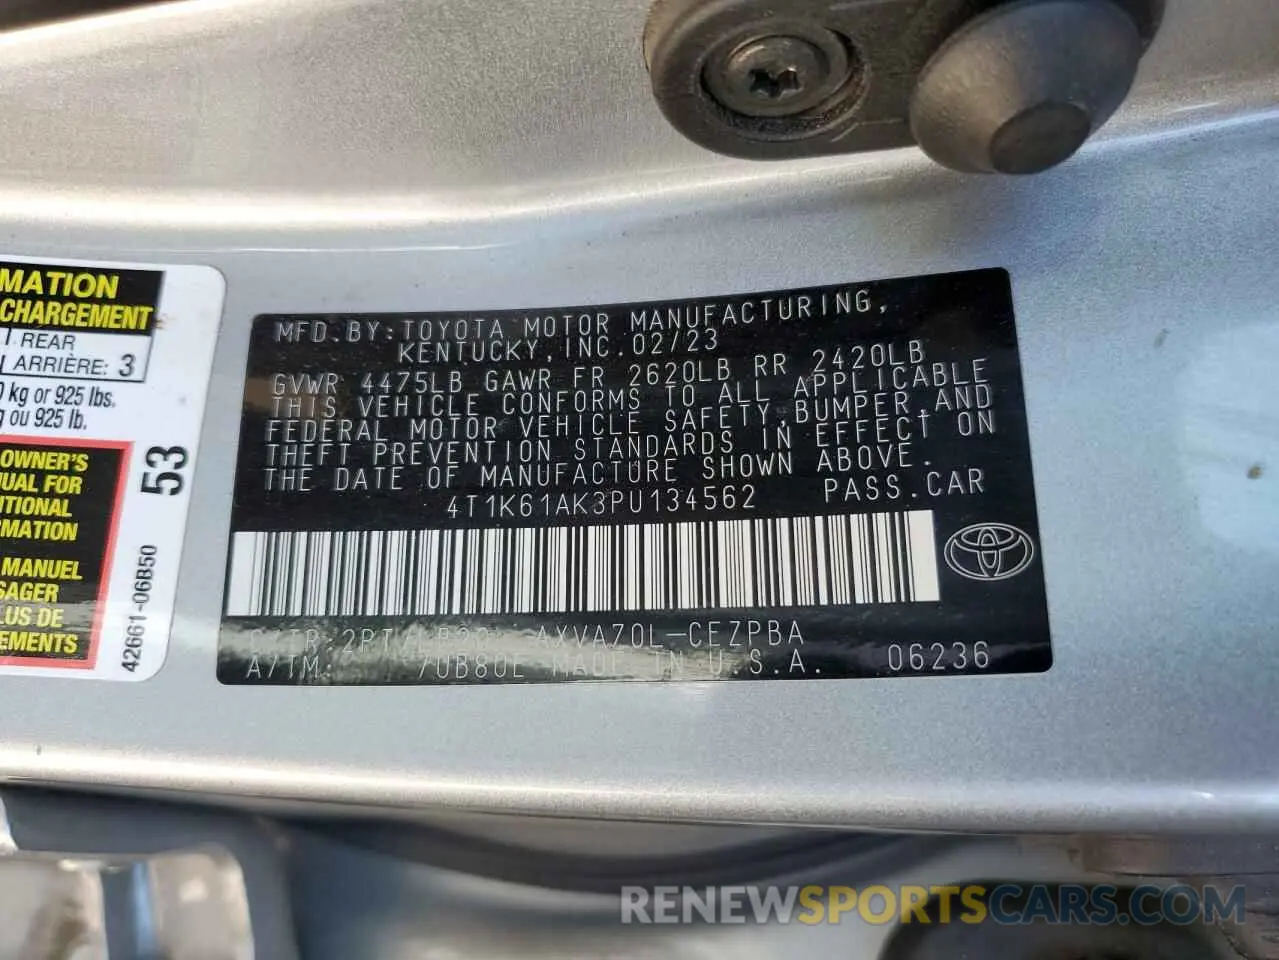 MATION
CHARGEMENT
REAR
ARRIÈRE: 3
kg or 925 lbs.
ou 925 lb.
OWNER'S
UAL FOR
ITIONAL
RMATION
MANUEL
SAGER
LUS DE
EMENTS
53
42661-06B50
MFD. BY: TOYOTA MOTOR MANUFACTURING,
KENTUCKY, INC. 02/23
GVWR 4475LB GAWR FR 2620LB RR 2420LB
THIS VEHICLE CONFORMS TO ALL APPLICABLE
FEDERAL MOTOR VEHICLE SAFETY, BUMPER, AND
THEFT PREVENTION STANDARDS IN EFFECT ON
THE DATE OF MANUFACTURE SHOWN ABOVE.
4T1K61AK3PU134562 PASS. CAR
AXVA70L-CEZPBA
A/TM: /UB80E MADE IN U.S.A. 06236
RENEWSPORTSCARS.COM